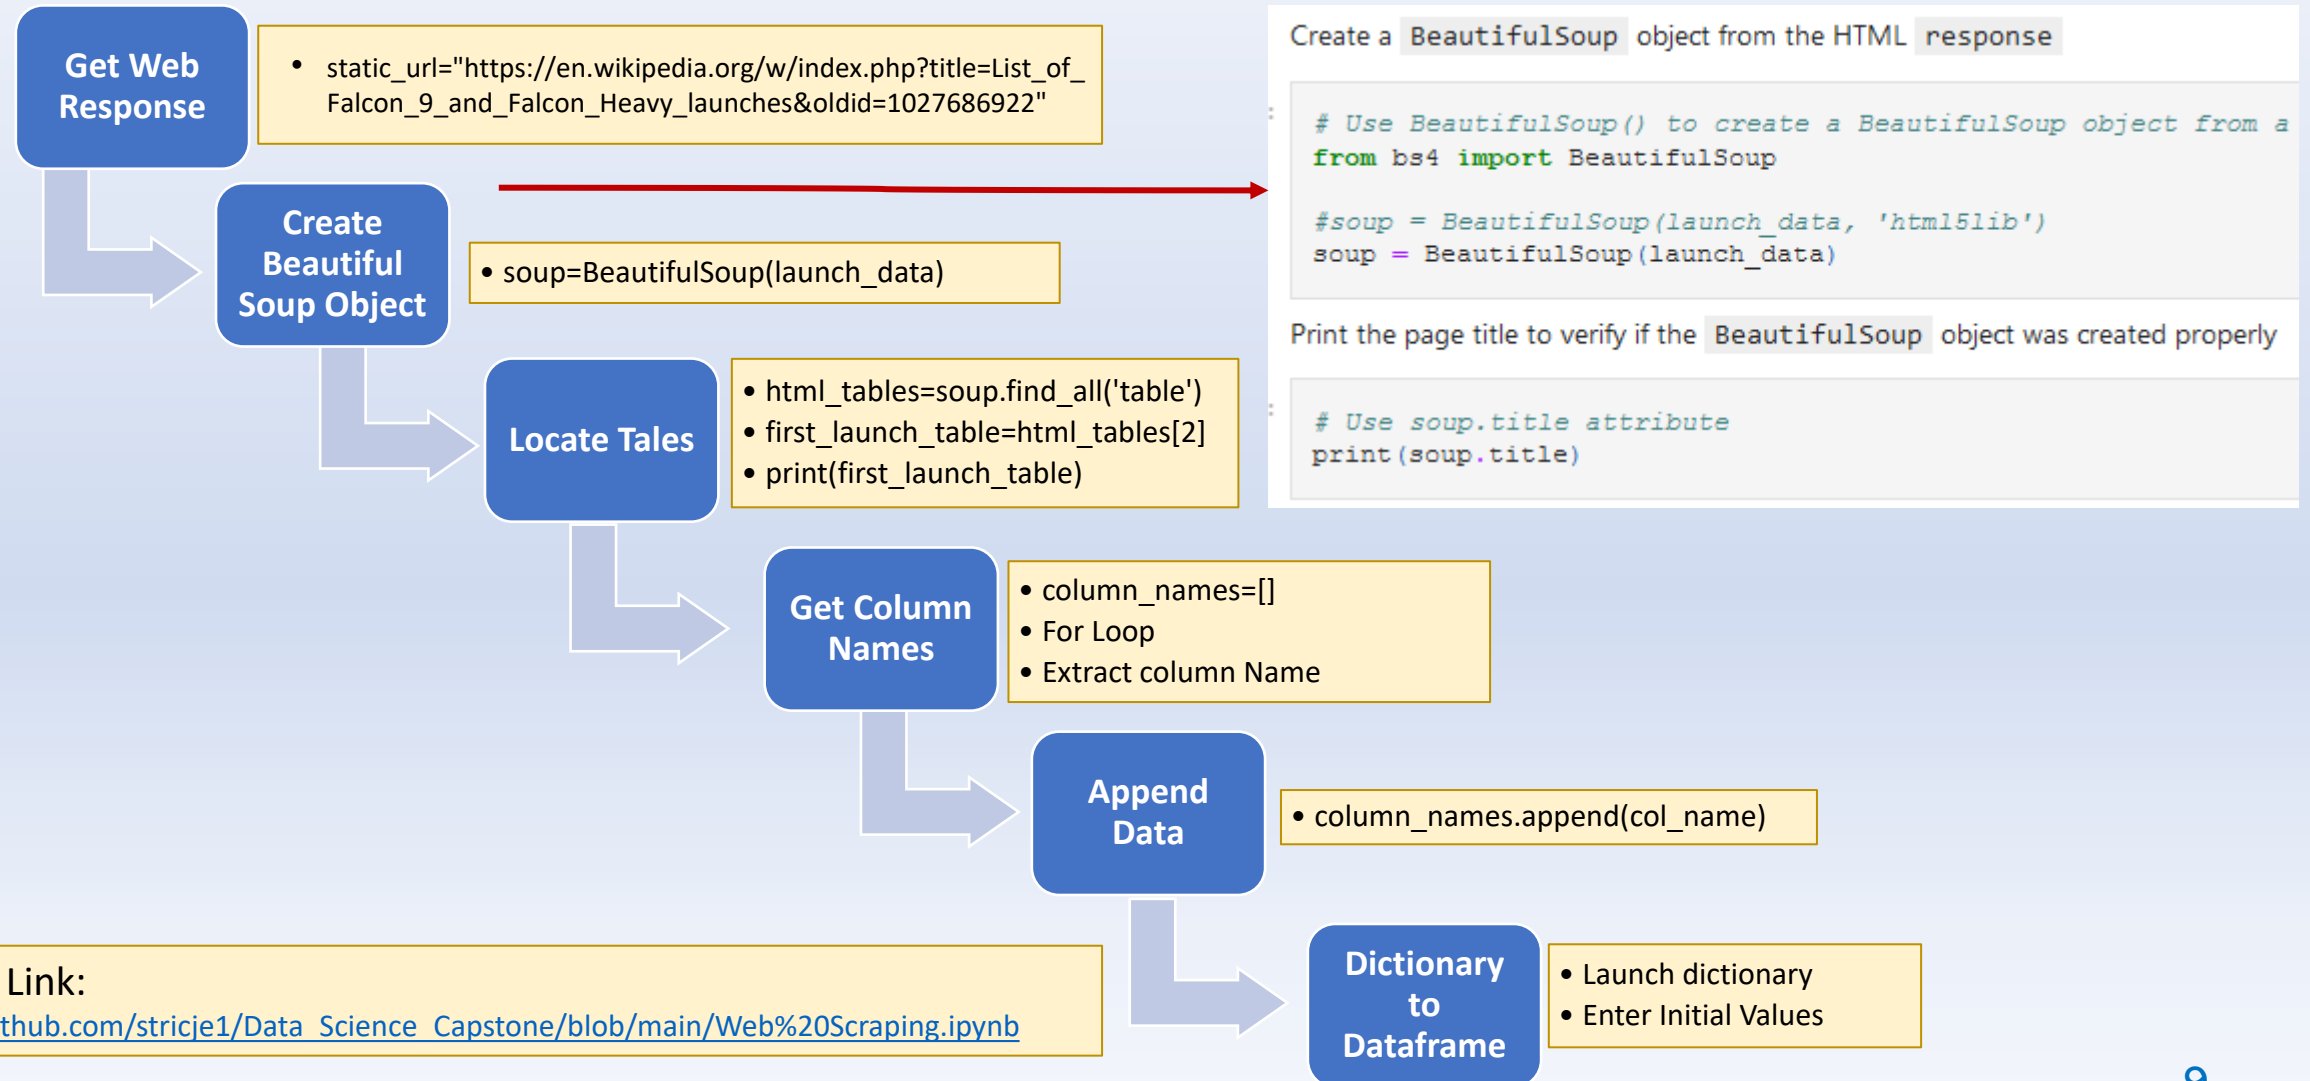 Get Web
Response
• static_url="https://en.wikipedia.org/w/index.php?title=List_of_
Falcon_9_and_Falcon_Heavy_launches&oldid=1027686922"
Create
Beautiful
Soup Object
• soup=BeautifulSoup(launch_data)
Locate Tales
• html_tables=soup.find_all('table')
• first_launch_table=html_tables[2]
• print(first_launch_table)
Get Column
Names
• column_names=[]
• For Loop
• Extract column Name
Append
Data
• column_names.append(col_name)
Dictionary
to
Dataframe
• Launch dictionary
• Enter Initial Values
Create a BeautifulSoup object from the HTML response
# Use BeautifulSoup() to create a BeautifulSoup object from a
from bs4 import BeautifulSoup
#soup = BeautifulSoup(launch_data, 'html5lib')
soup = BeautifulSoup(launch_data)
Print the page title to verify if the BeautifulSoup object was created properly
# Use soup.title attribute
print(soup.title)
Link:
thub.com/stricje1/Data_Science_Capstone/blob/main/Web%20Scraping.ipynb
9